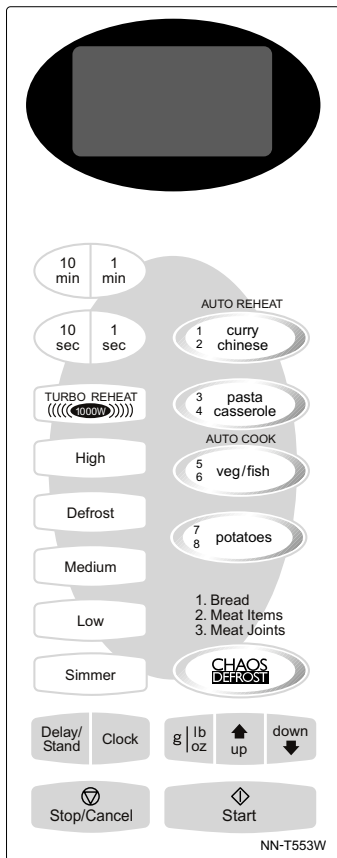 10 min
1 min
10 sec
1 sec
TURBO REHEAT
1000W
High
Defrost
Medium
Low
Simmer
AUTO REHEAT
1 curry
2 chinese
3 pasta
4 casserole
AUTO COOK
5
6
veg/fish
7
8
potatoes
1. Bread
2. Meat Items
3. Meat Joints
CHAOS
DEFROST
Delay/
Stand
Clock
g
lb
oz
up
down
Stop/Cancel
Start
NN-T553W